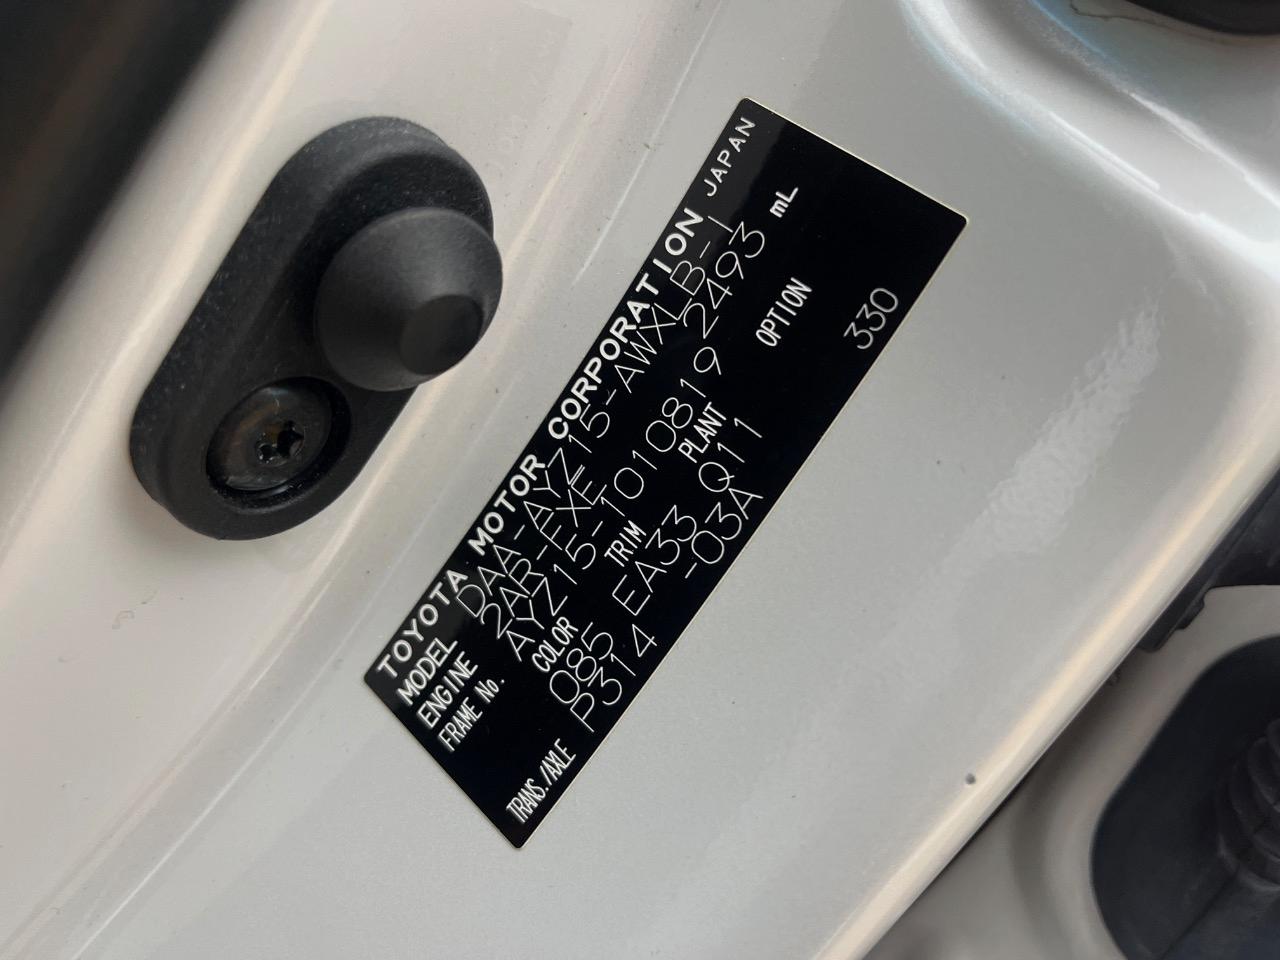 TOYOTA MOTOR CORPORATION JAPAN
MODEL DAA-AYZ15-AWXLB-I
ENGINE 2AR-FXE 2493 mL
FRAME No. AYZ15-1010819
COLOR TRIM PLANT OPTION
085 EA33 Q11
TRANS./AXLE P314 -03A 330